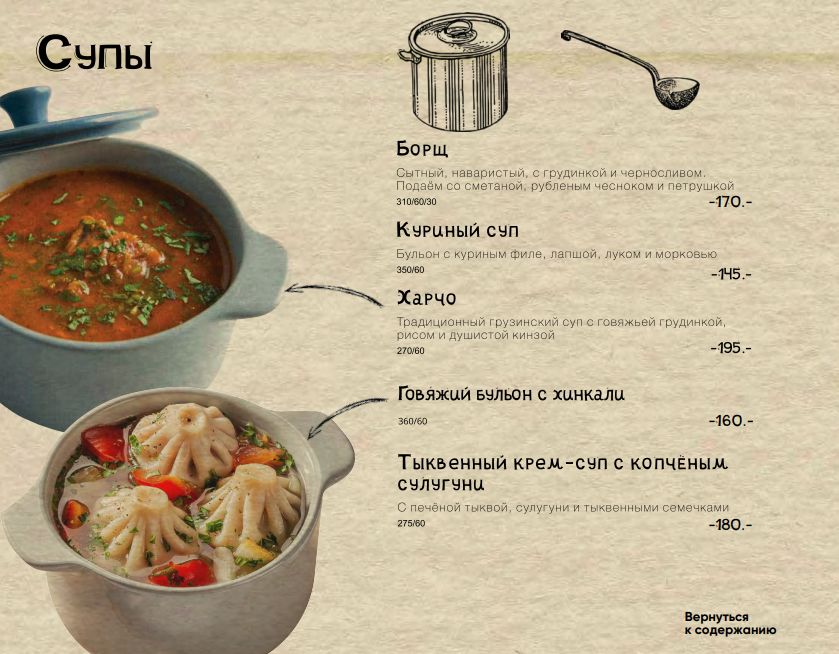 Супы
Борщ
Сытный, наваристый, с грудинкой и черносливом.
Подаём со сметаной, рубленым чесноком и петрушкой
310/60/30
-170.-
Куриный суп
Бульон с куриным филе, лапшой, луком и морковью
350/60
-145.-
Харчо
Традиционный грузинский суп с говяжьей грудинкой,
рисом и душистой кинзой
270/60
-195.-
Говяжий бульон с хинкали
360/60
-160.-
Тыквенный крем-суп с копчёным
сулугуни
С печёной тыквой, сулугуни и тыквенными семечками
275/60
-180.-
Вернуться
к содержанию